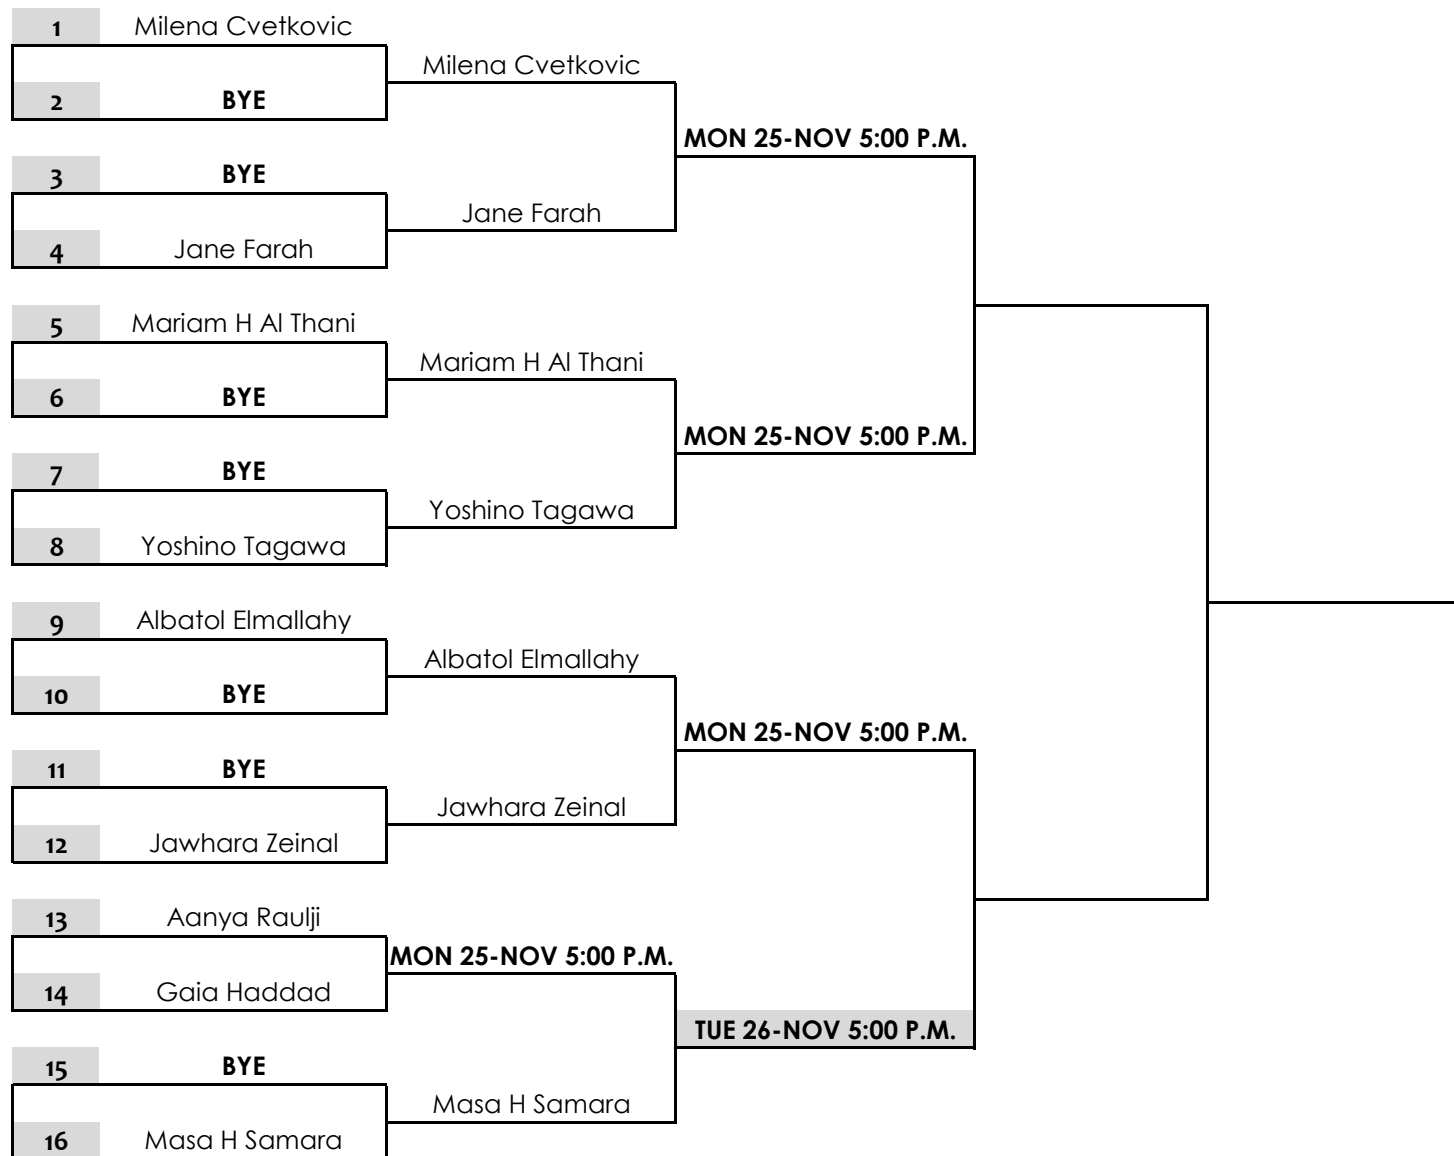 1 Milena Cvetkovic
Milena Cvetkovic
2 BYE
MON 25-NOV 5:00 P.M.
3 BYE
Jane Farah
4 Jane Farah
5 Mariam H Al Thani
Mariam H Al Thani
6 BYE
MON 25-NOV 5:00 P.M.
7 BYE
Yoshino Tagawa
8 Yoshino Tagawa
9 Albatol Elmallahy
Albatol Elmallahy
10 BYE
MON 25-NOV 5:00 P.M.
11 BYE
Jawhara Zeinal
12 Jawhara Zeinal
13 Aanya Raulji
MON 25-NOV 5:00 P.M.
14 Gaia Haddad
TUE 26-NOV 5:00 P.M.
15 BYE
Masa H Samara
16 Masa H Samara